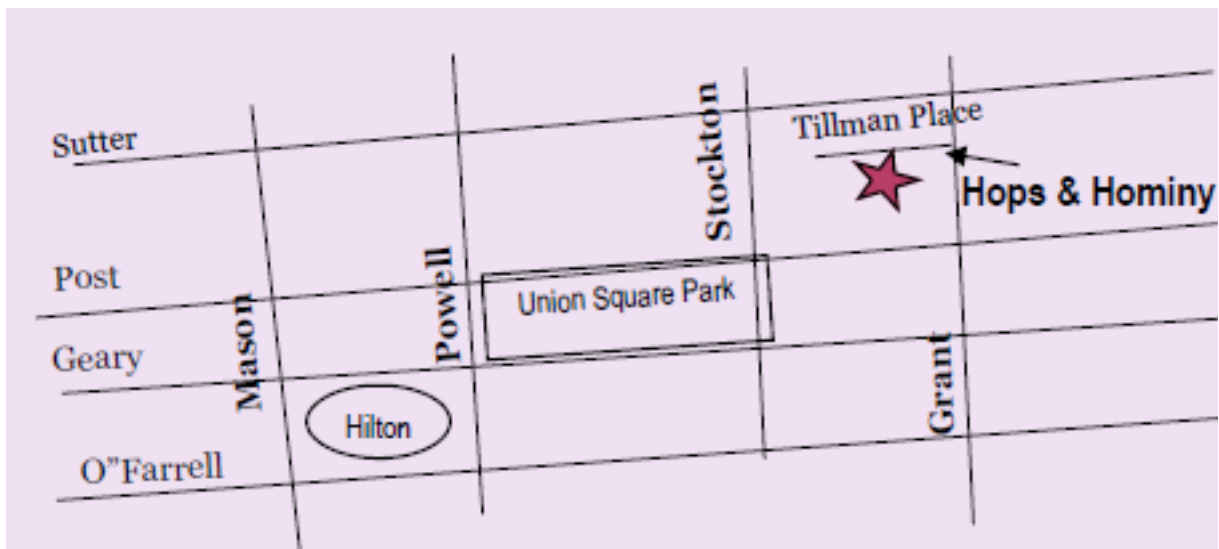 Sutter
Stockton
Tillman Place
Hops & Hominy
Post
Powell
Union Square Park
Mason
Geary
Grant
Hilton
O”Farrell